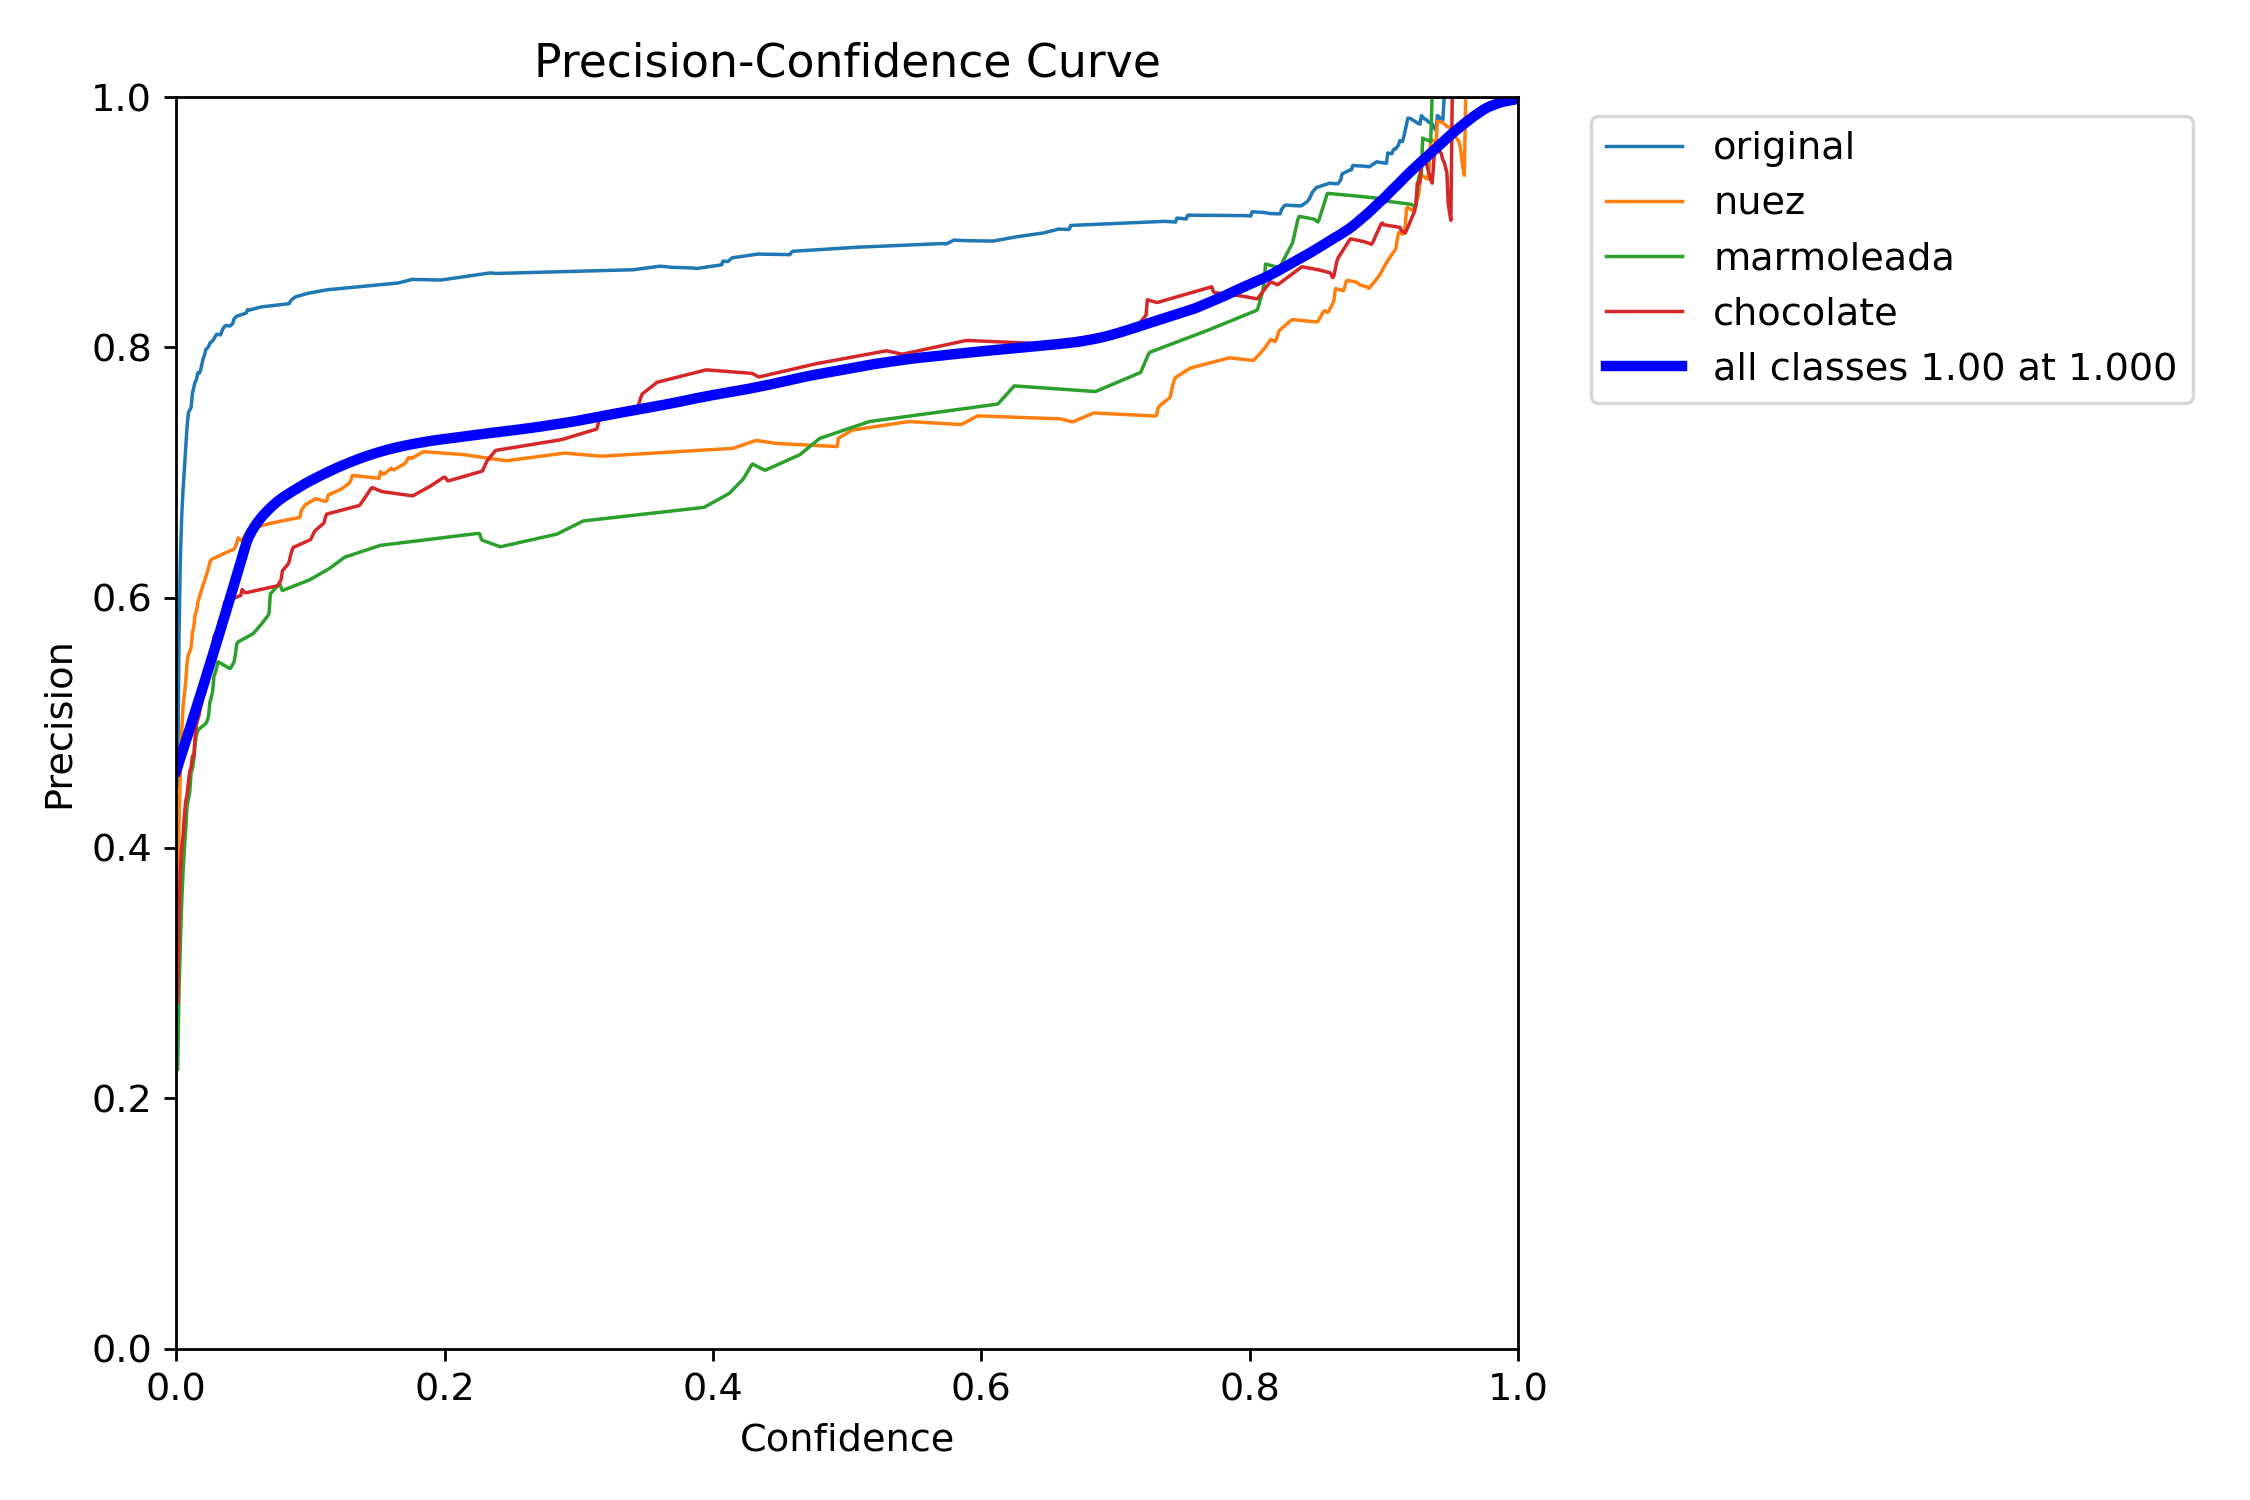 Precision-Confidence Curve
1.0
0.8
0.6
0.4
0.2
0.0
Precision
0.0 0.2 0.4 0.6 0.8 1.0
Confidence
original
nuez
marmoleada
chocolate
all classes 1.00 at 1.000